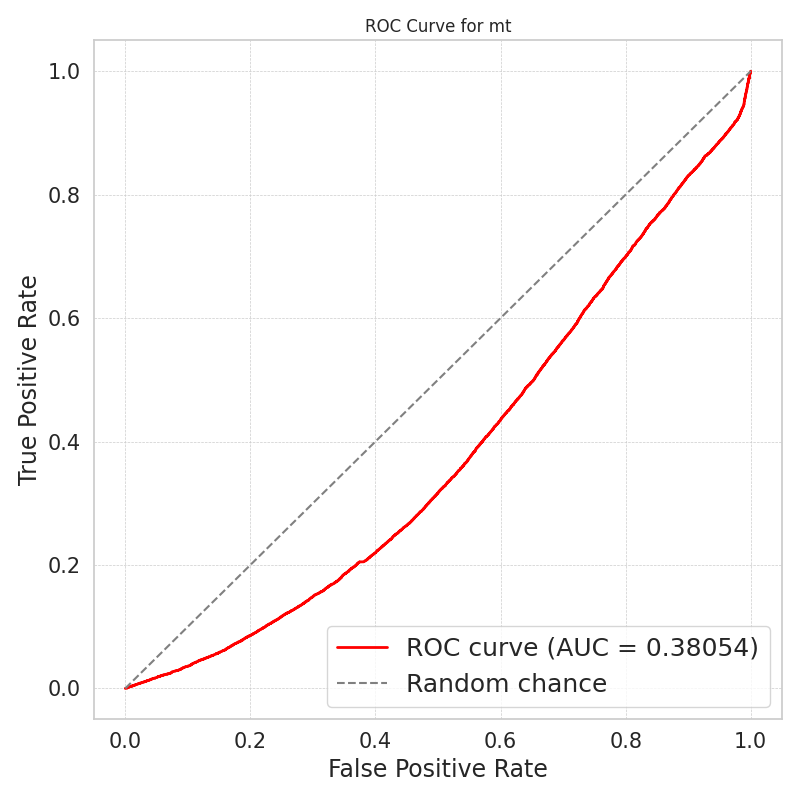 ROC Curve for mt
True Positive Rate
1.0
0.8
0.6
0.4
0.2
0.0
ROC curve (AUC = 0.38054)
Random chance
0.0 0.2 0.4 0.6 0.8 1.0
False Positive Rate